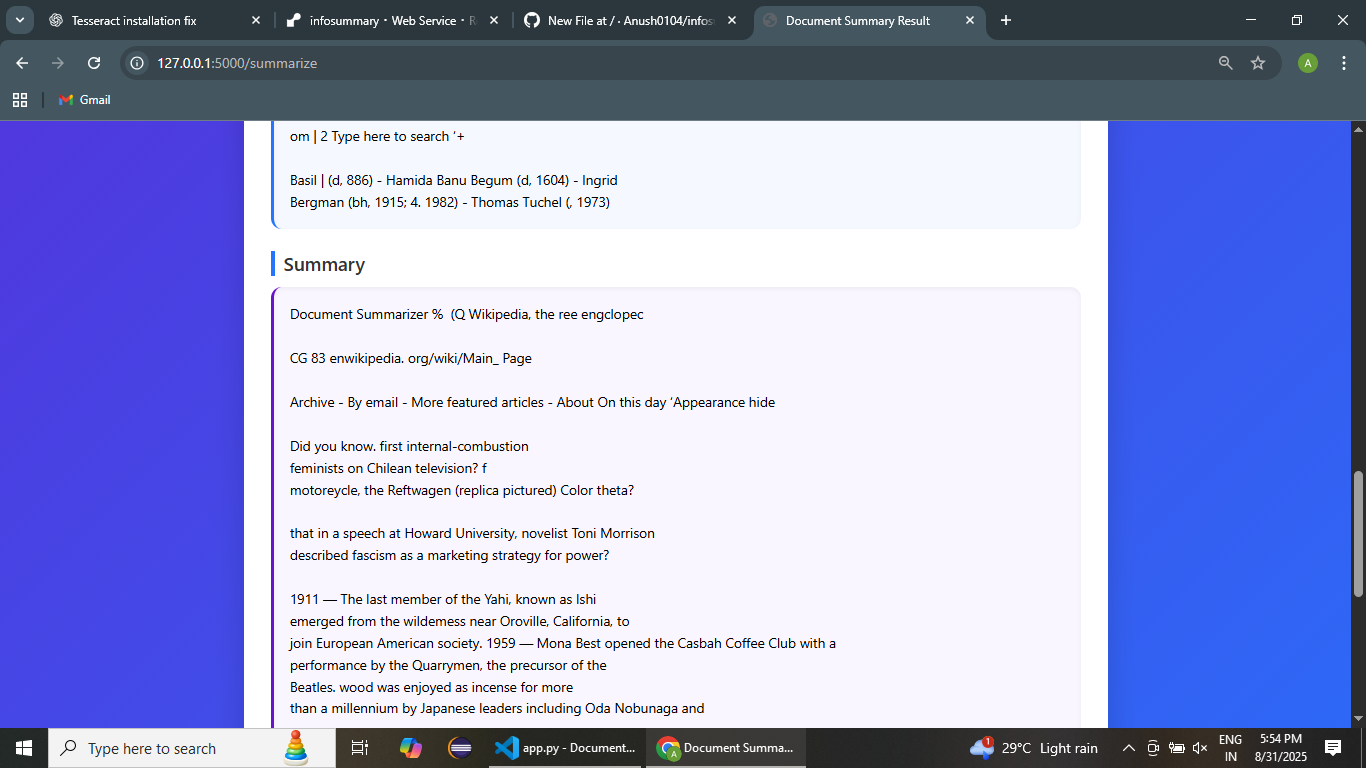 Tesseract installation fix
infosummary · Web Service · R
New File at / · Anush0104/infos
Document Summary Result
127.0.0.1:5000/summarize
A
Gmail
om | 2 Type here to search ‘+
Basil | (d, 886) - Hamida Banu Begum (d, 1604) - Ingrid
Bergman (bh, 1915; 4. 1982) - Thomas Tuchel (, 1973)
Summary
Document Summarizer %  (Q Wikipedia, the ree engclopec
CG 83 enwikipedia. org/wiki/Main_ Page
Archive - By email - More featured articles - About On this day ‘Appearance hide
Did you know. first internal-combustion
feminists on Chilean television? f
motoreycle, the Reftwagen (replica pictured) Color theta?
that in a speech at Howard University, novelist Toni Morrison
described fascism as a marketing strategy for power?
1911 — The last member of the Yahi, known as Ishi
emerged from the wildemess near Oroville, California, to
join European American society. 1959 — Mona Best opened the Casbah Coffee Club with a
performance by the Quarrymen, the precursor of the
Beatles. wood was enjoyed as incense for more
than a millennium by Japanese leaders including Oda Nobunaga and
Type here to search
app.py - Document...
Document Summa...
1
29°C Light rain
ENG
IN
5:54 PM
8/31/2025